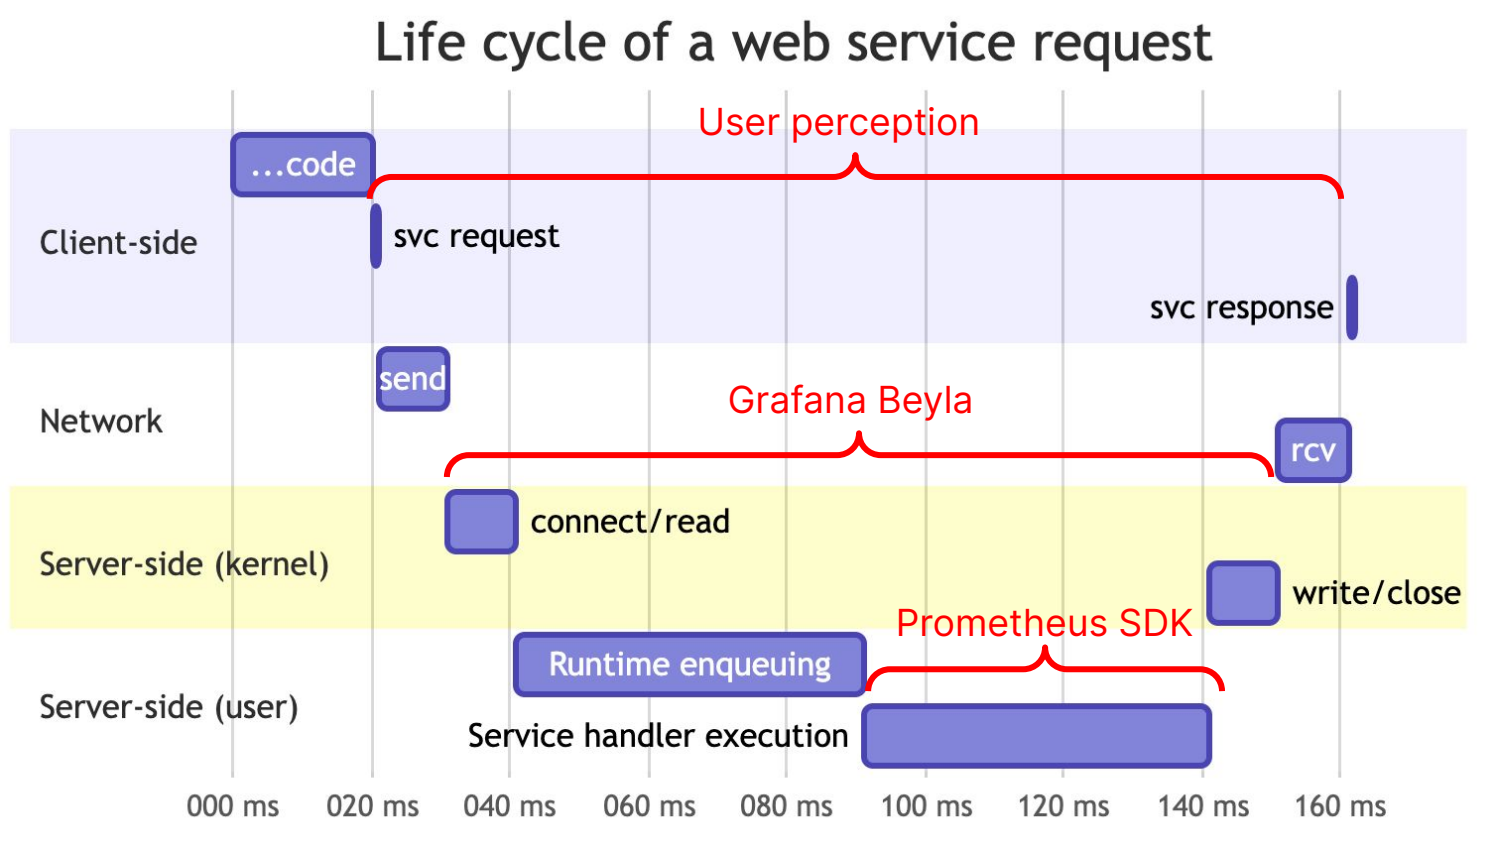 Life cycle of a web service request
User perception
...code
Client-side
svc request
svc response
send
Grafana Beyla
Network
rcv
connect/read
Server-side (kernel)
write/close
Prometheus SDK
Runtime enqueuing
Server-side (user)
Service handler execution
000 ms 020 ms 040 ms 060 ms 080 ms 100 ms 120 ms 140 ms 160 ms